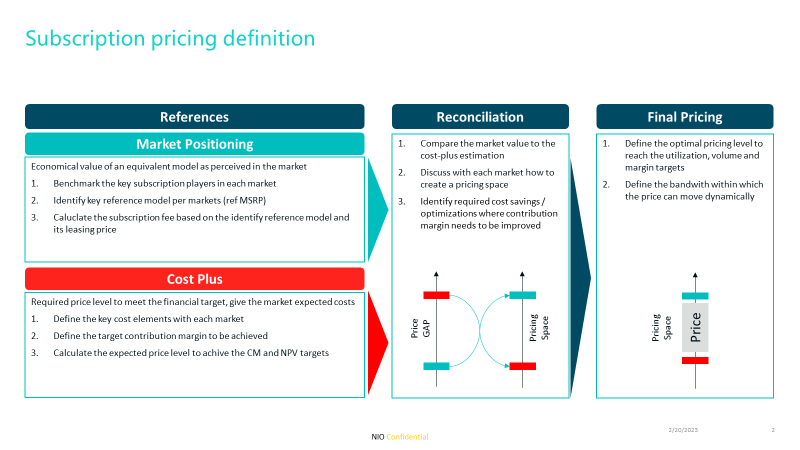 Subscription pricing definition
References
Market Positioning
Economical value of an equivalent model as perceived in the market
1. Benchmark the key subscription players in each market
2. Identify key reference model per markets (ref MSRP)
3. Caluclate the subscription fee based on the identify reference model and
its leasing price
Cost Plus
Required price level to meet the financial target, give the market expected costs
1. Define the key cost elements with each market
2. Define the target contribution margin to be achieved
3. Calculate the expected price level to achive the CM and NPV targets
Reconciliation
1. Compare the market value to the
cost-plus estimation
2. Discuss with each market how to
create a pricing space
3. Identify required cost savings /
optimizations where contribution
margin needs to be improved
Price
GAP
Pricing
Space
Final Pricing
1. Define the optimal pricing level to
reach the utilization, volume and
margin targets
2. Define the bandwith within which
the price can move dynamically
Pricing
Space
Price
NIO Confidential
2/20/2023
2